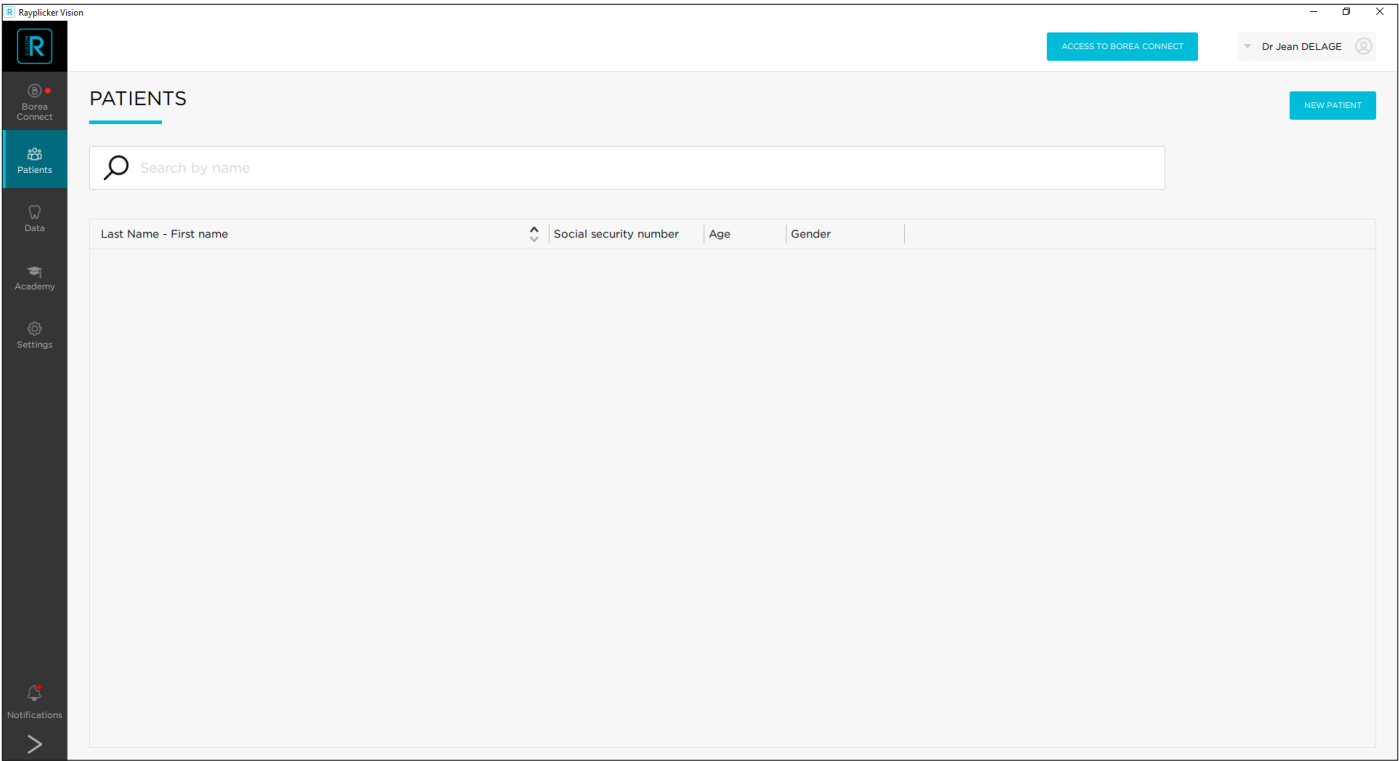 R Rayplicker Vision
VISION R
ACCESS TO BOREA CONNECT
Dr Jean DELAGE
B
Borea
Connect
PATIENTS
NEW PATIENT
Patients
Search by name
Data
Last Name - First name
Social security number
Age
Gender
Academy
Settings
Notifications